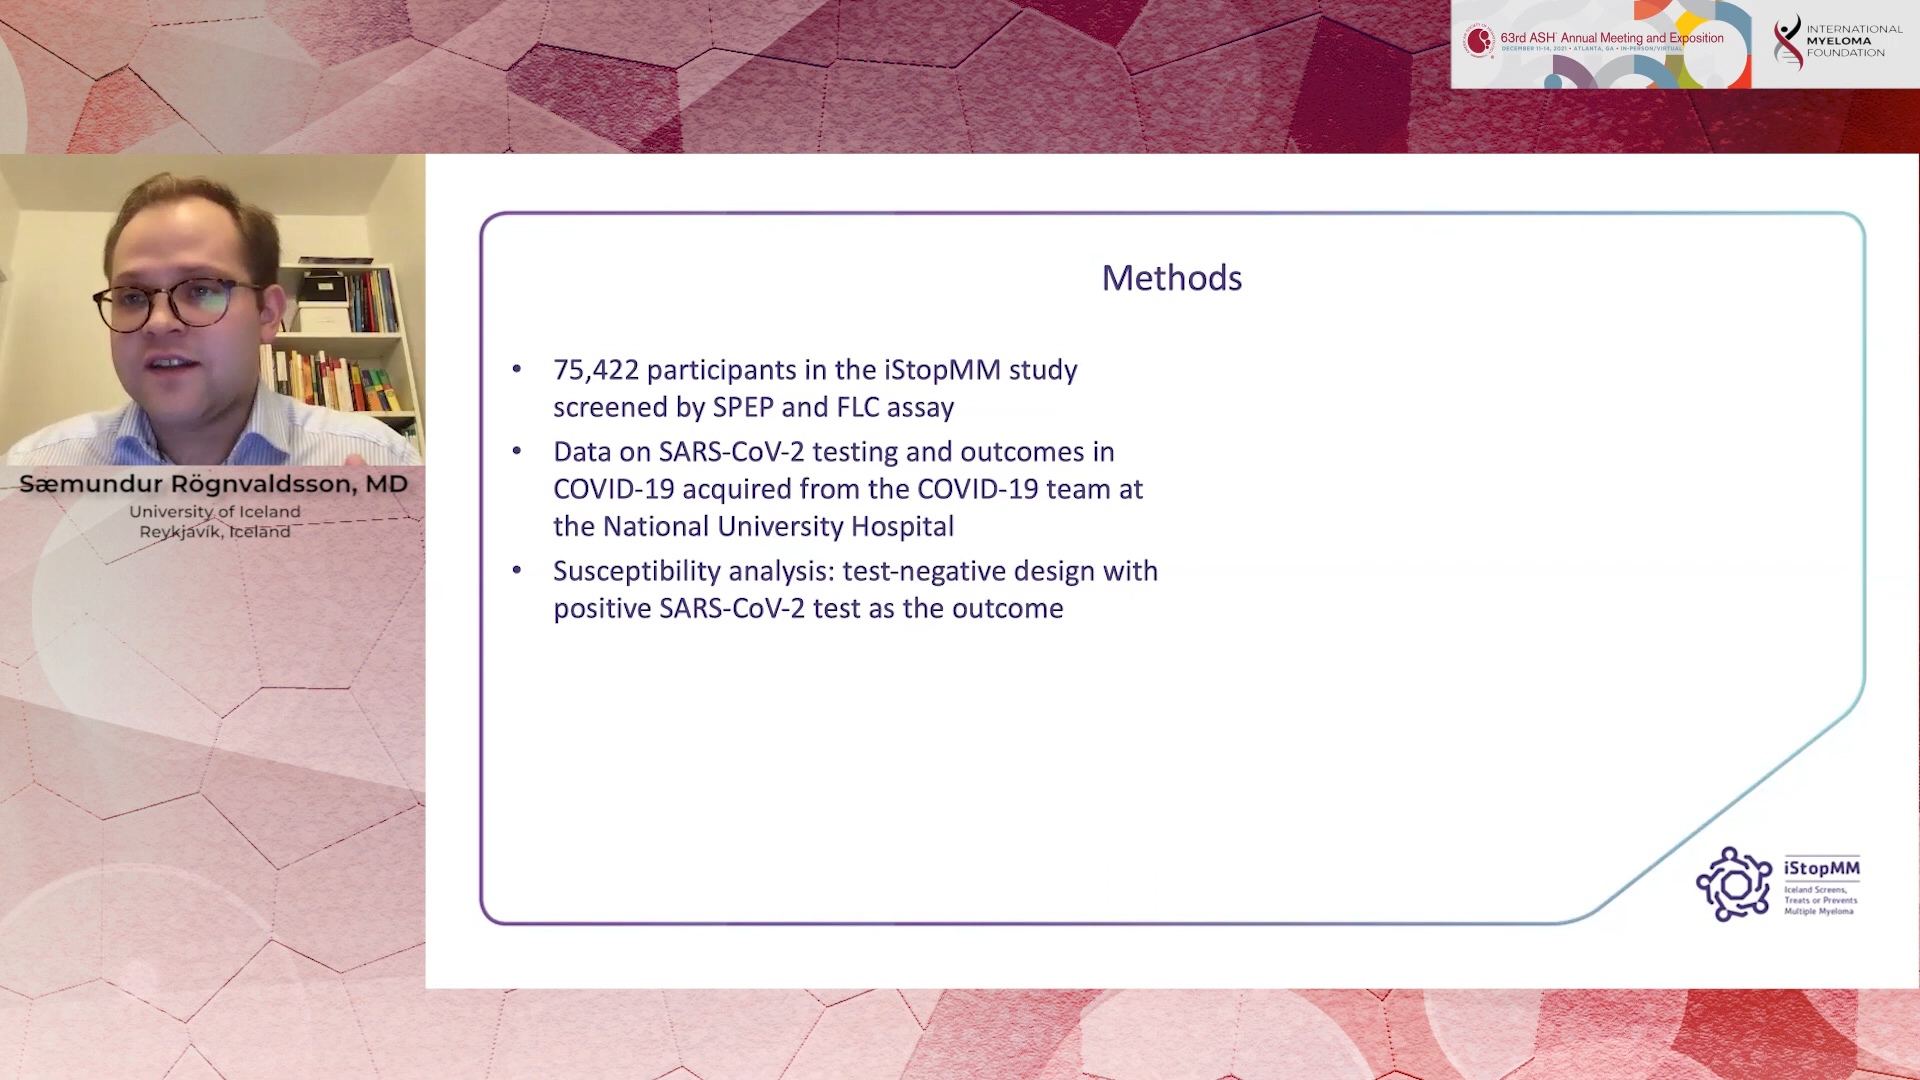 63rd ASH Annual Meeting and Exposition
DECEMBER 11-14, 2021 • ATLANTA, GA • IN-PERSON/VIRTUAL
INTERNATIONAL
MYELOMA
FOUNDATION
Sæmundur Rögnvaldsson, MD
University of Iceland
Reykjavík, Iceland
Methods
• 75,422 participants in the iStopMM study
screened by SPEP and FLC assay
• Data on SARS-CoV-2 testing and outcomes in
COVID-19 acquired from the COVID-19 team at
the National University Hospital
• Susceptibility analysis: test-negative design with
positive SARS-CoV-2 test as the outcome
iStopMM
Iceland Screens,
Treats or Prevents
Multiple Myeloma